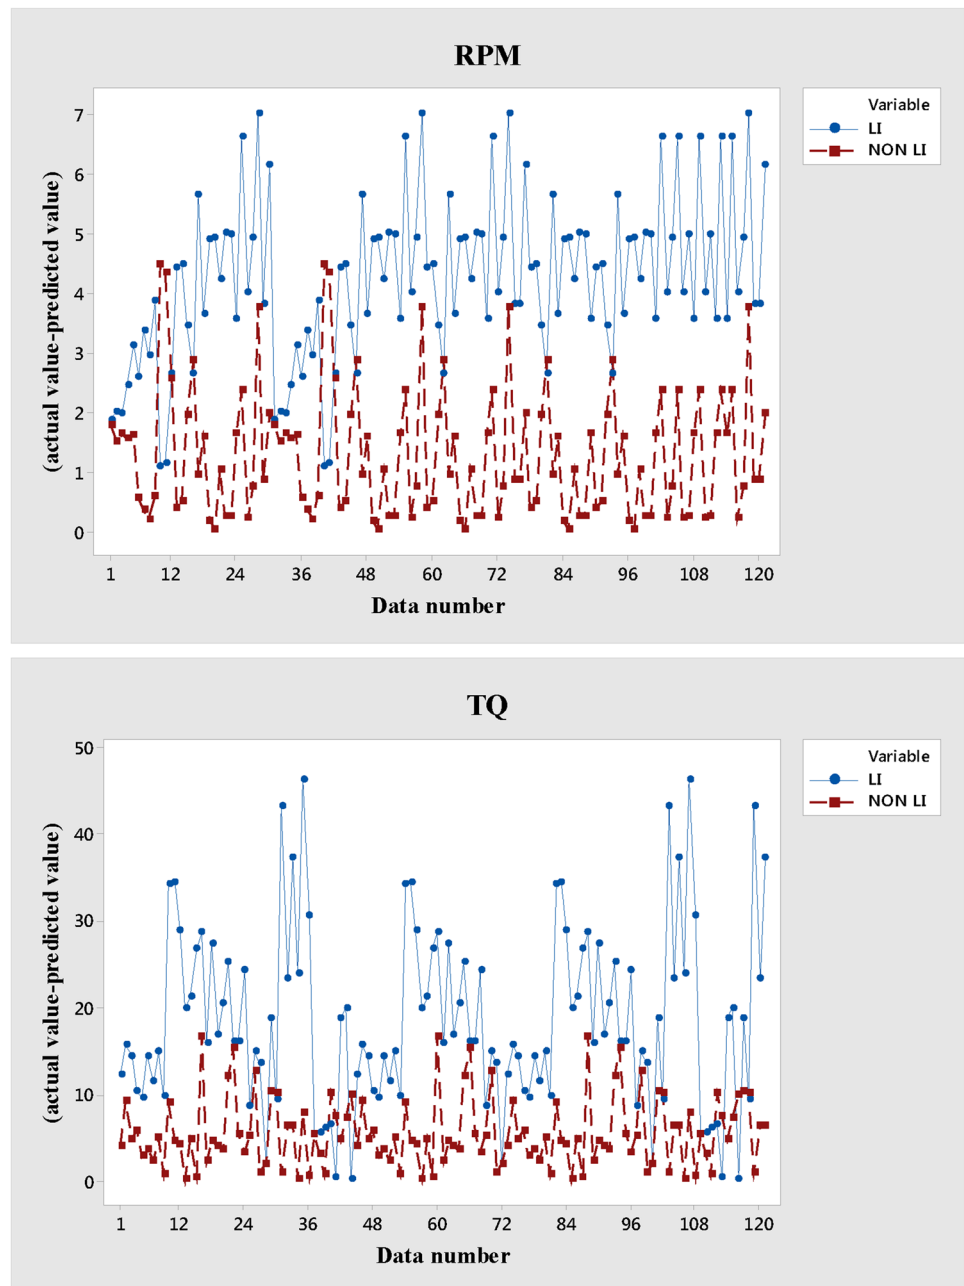 RPM
(actual value-predicted value)
7
6
5
4
3
2
1
0
1 12 24 36 48 60 72 84 96 108 120
Data number
Variable
LI
NON LI
TQ
(actual value-predicted value)
50
40
30
20
10
0
1 12 24 36 48 60 72 84 96 108 120
Data number
Variable
LI
NON LI